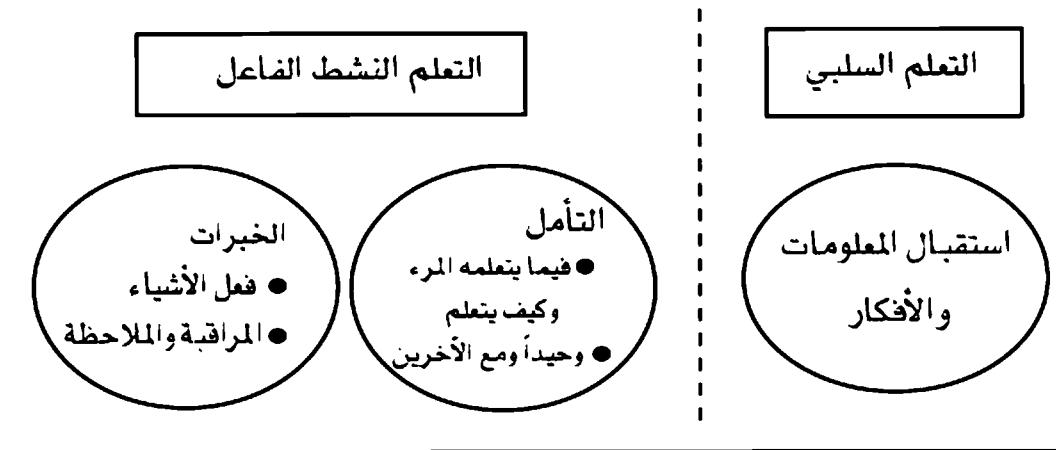 التعلم السلبي
التعلم النشط الفاعل
استقبال المعلومات
والأفكار
التأمل
● فيما يتعلمه المرء
وكيف يتعلم
● وحيداً ومع الأخرين
الخبرات
● فعل الأشياء
● المراقبة والملاحظة